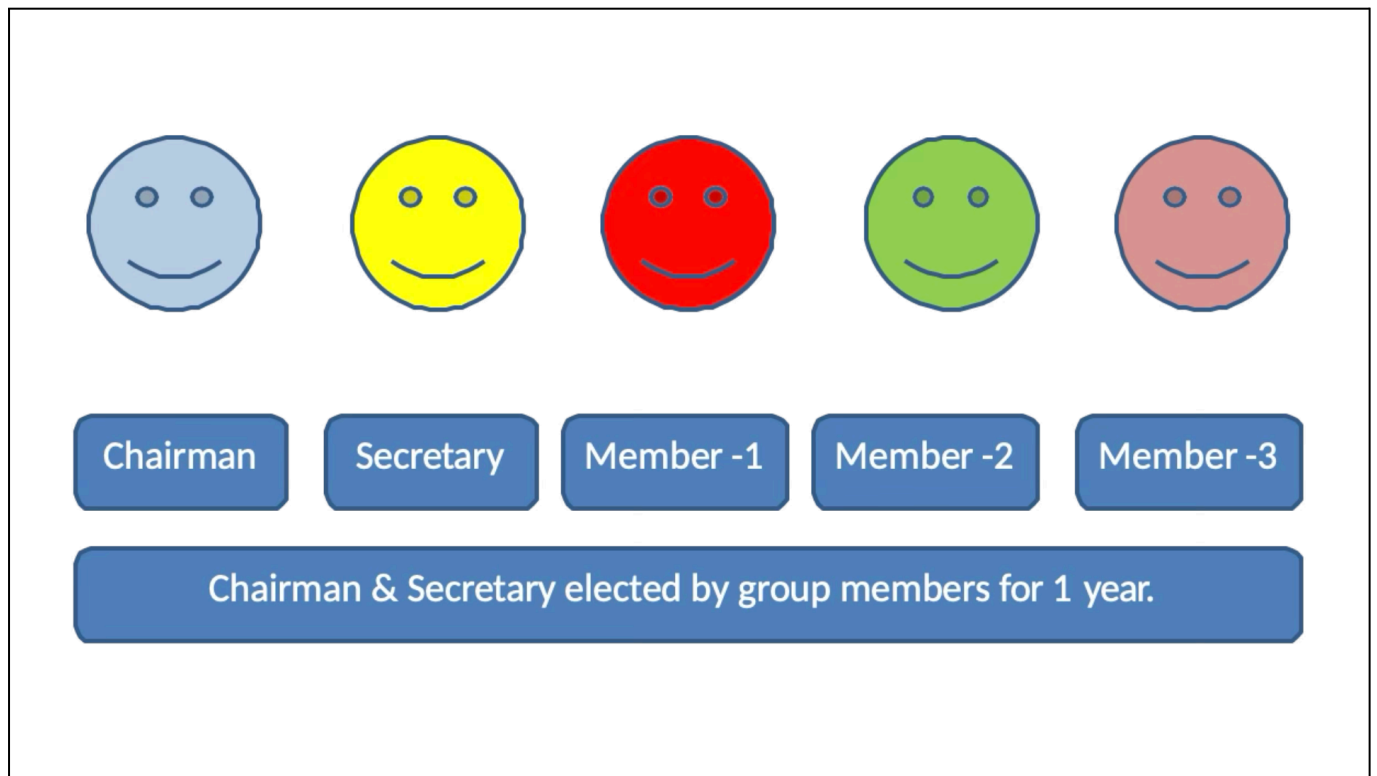 Chairman
Secretary
Member -1
Member -2
Member -3
Chairman & Secretary elected by group members for 1 year.